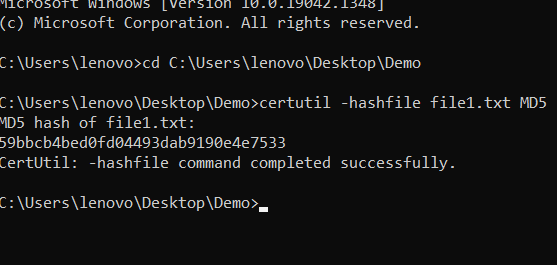 Microsoft Windows [Version 10.0.19042.1348]
(c) Microsoft Corporation. All rights reserved.
C:\Users\lenovo>cd C:\Users\lenovo\Desktop\Demo
C:\Users\lenovo\Desktop\Demo>certutil -hashfile file1.txt MD5
MD5 hash of file1.txt:
59bbcb4bed0fd04493dab9190e4e7533
CertUtil: -hashfile command completed successfully.
C:\Users\lenovo\Desktop\Demo>